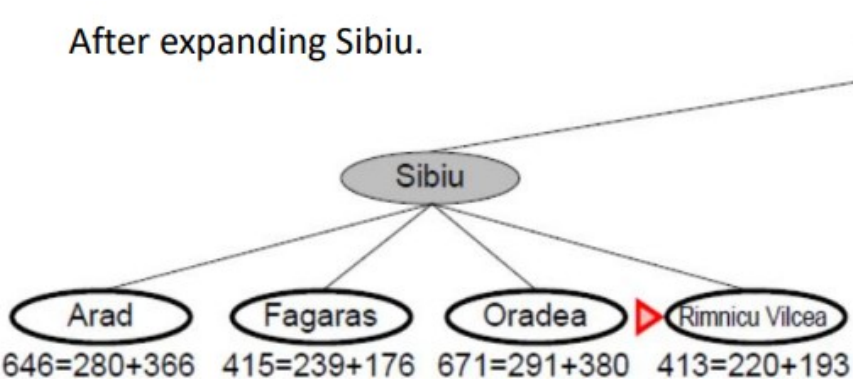 After expanding Sibiu.
Sibiu
Arad Fagaras Oradea Rimnicu Vilcea
646=280+366 415=239+176 671=291+380 413=220+193